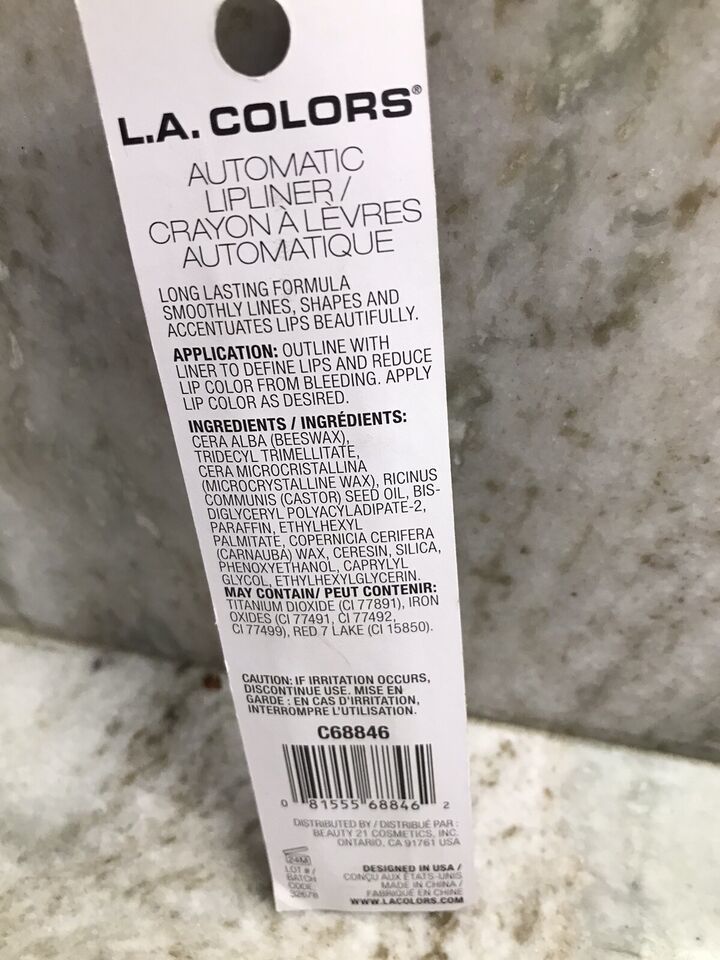 L.A. COLORS®
AUTOMATIC
LIPLINER /
CRAYON À LÈVRES
AUTOMATIQUE
LONG LASTING FORMULA
SMOOTHLY LINES, SHAPES AND
ACCENTUATES LIPS BEAUTIFULLY.
APPLICATION: OUTLINE WITH
LINER TO DEFINE LIPS AND REDUCE
LIP COLOR FROM BLEEDING. APPLY
LIP COLOR AS DESIRED.
INGREDIENTS / INGRÉDIENTS:
CERA ALBA (BEESWAX),
TRIDECYL TRIMELLITATE,
CERA MICROCRISTALLINA
(MICROCRYSTALLINE WAX), RICINUS
COMMUNIS (CASTOR) SEED OIL, BIS-
DIGLYCERYL POLYACYLADIPATE-2,
PARAFFIN, ETHYLHEXYL
PALMITATE, COPERNICIA CERIFERA
(CARNAUBA) WAX, CERESIN, SILICA,
PHENOXYETHANOL, CAPRYLYL
GLYCOL, ETHYLHEXYLGLYCERIN.
MAY CONTAIN/ PEUT CONTENIR:
TITANIUM DIOXIDE (CI 77891), IRON
OXIDES (CI 77491, CI 77492,
CI 77499), RED 7 LAKE (CI 15850).
CAUTION: IF IRRITATION OCCURS,
DISCONTINUE USE. MISE EN
GARDE : EN CAS D'IRRITATION,
INTERROMPRE L'UTILISATION.
C68846
0 81555 68846 2
DISTRIBUTED BY / DISTRIBUÉ PAR :
BEAUTY 21 COSMETICS, INC.
ONTARIO, CA 91761 USA
24M
LOT # /
BATCH
CODE
DESIGNED IN USA /
CONÇU AUX ÉTATS-UNIS
MADE IN CHINA /
FABRIQUÉ EN CHINE
WWW.LACOLORS.COM